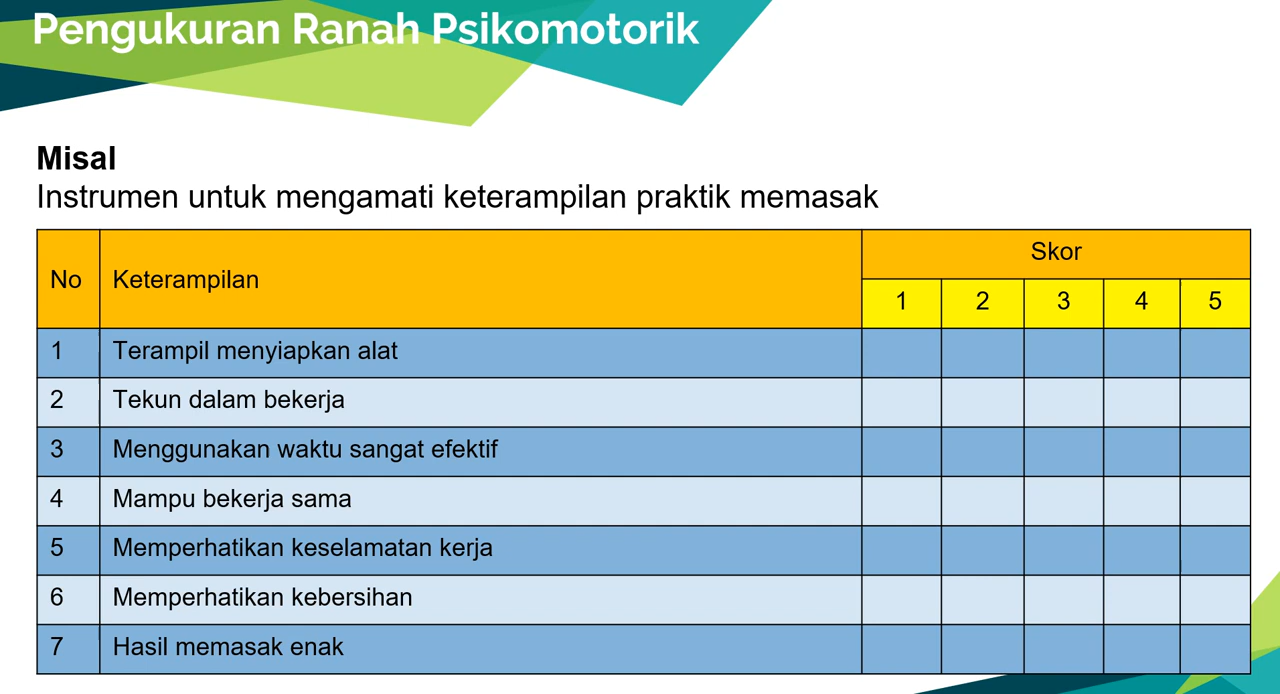 Pengukuran Ranah Psikomotorik
Misal
Instrumen untuk mengamati keterampilan praktik memasak
No Keterampilan Skor
1 2 3 4 5
1 Terampil menyiapkan alat
2 Tekun dalam bekerja
3 Menggunakan waktu sangat efektif
4 Mampu bekerja sama
5 Memperhatikan keselamatan kerja
6 Memperhatikan kebersihan
7 Hasil memasak enak